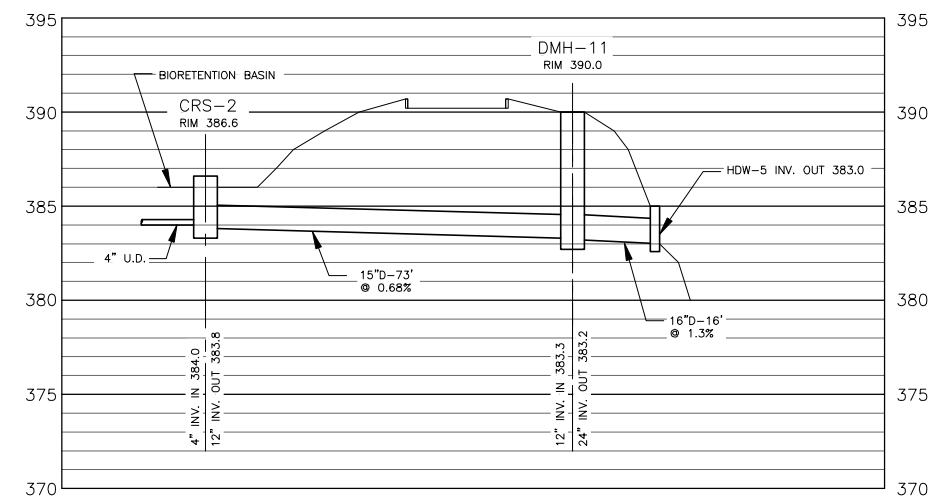 395
395
DMH-11
RIM 390.0
BIORETENTION BASIN
CRS-2
RIM 386.6
390
390
HDW-5 INV. OUT 383.0
385
385
4" U.D.
15"D-73'
@ 0.68%
380
380
16"D-16'
@ 1.3%
4" INV. IN 384.0
12" INV. OUT 383.8
12" INV. IN 383.3
24" INV. OUT 383.2
375
375
370
370